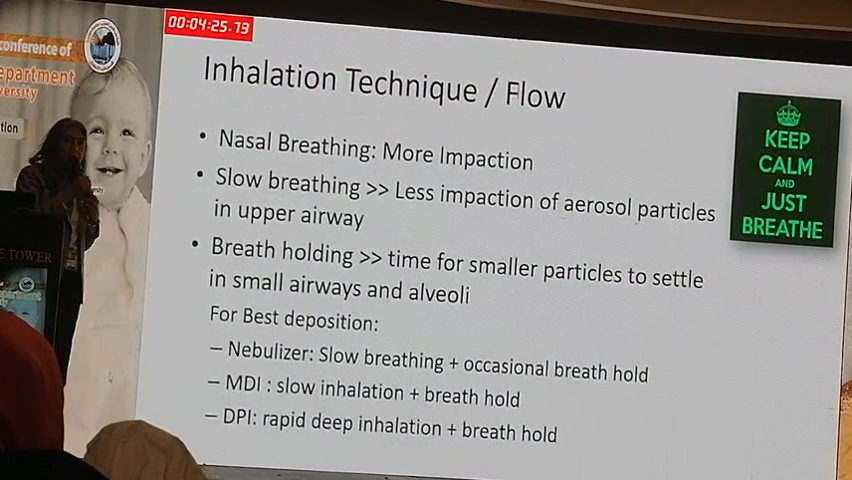 00:04:25.73
conference of
epartment
versity
tion
Inhalation Technique / Flow
• Nasal Breathing: More Impaction
• Slow breathing >> Less impaction of aerosol particles
in upper airway
• Breath holding >> time for smaller particles to settle
in small airways and alveoli
For Best deposition:
– Nebulizer: Slow breathing + occasional breath hold
– MDI : slow inhalation + breath hold
– DPI: rapid deep inhalation + breath hold
KEEP
CALM
AND
JUST
BREATHE
E TOWER